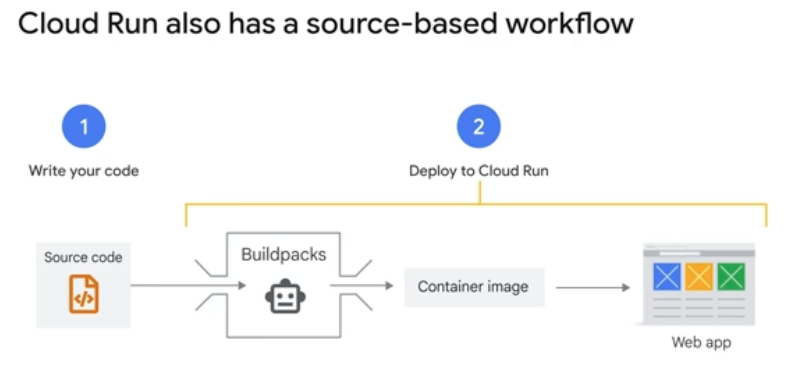 Cloud Run also has a source-based workflow
1
2
Write your code
Deploy to Cloud Run
Source code
</>
Buildpacks
Container image
Web app